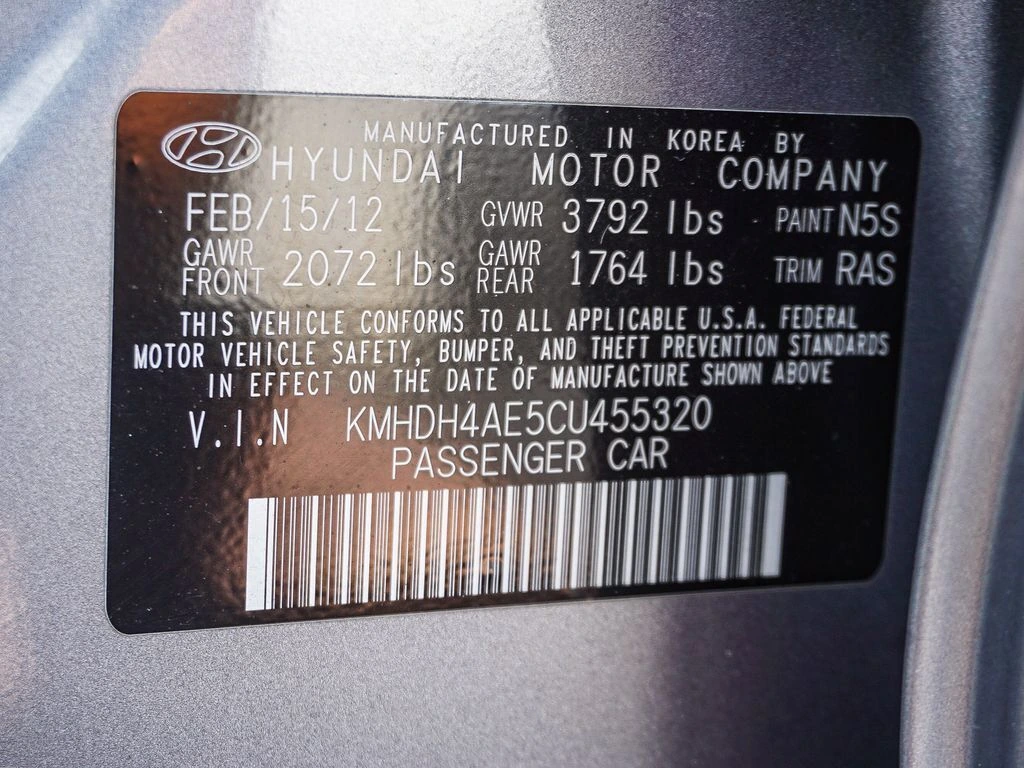 MANUFACTURED IN KOREA BY
HYUNDAI MOTOR COMPANY
FEB/15/12 GVWR 3792 lbs PAINT N5S
GAWR FRONT 2072 lbs GAWR REAR 1764 lbs TRIM RAS
THIS VEHICLE CONFORMS TO ALL APPLICABLE U.S.A. FEDERAL
MOTOR VEHICLE SAFETY, BUMPER, AND THEFT PREVENTION STANDARDS
IN EFFECT ON THE DATE OF MANUFACTURE SHOWN ABOVE
V.I.N KMHDH4AE5CU455320
PASSENGER CAR